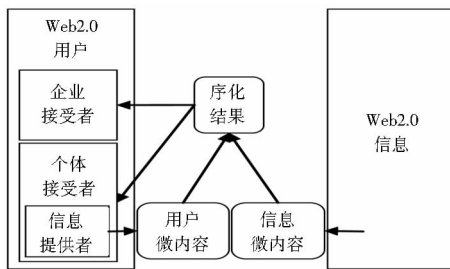 Web2.0
用户
企业
接受者
个体
接受者
信息
提供者
序化
结果
用户
微内容
信息
微内容
Web2.0
信息